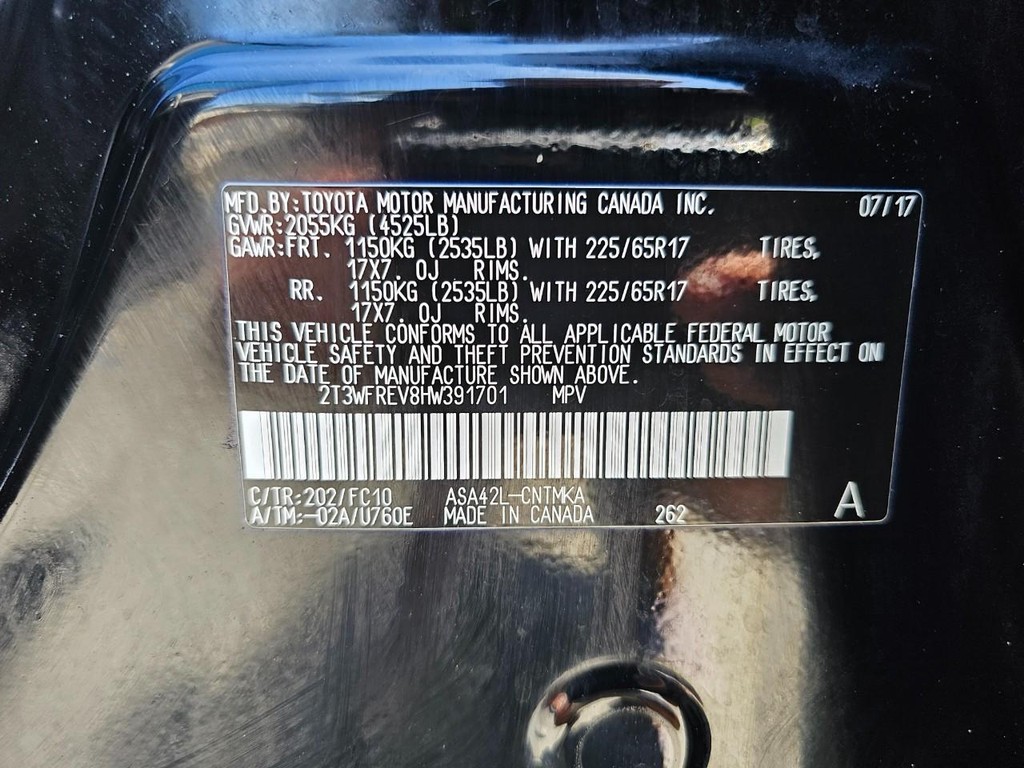 MFD.BY:TOYOTA MOTOR MANUFACTURING CANADA INC. 07/17
GVWR:2055KG (4525LB)
GAWR:FRT. 1150KG (2535LB) WITH 225/65R17 TIRES,
17X7. 0J RIMS.
RR. 1150KG (2535LB) WITH 225/65R17 TIRES,
17X7. 0J RIMS.
THIS VEHICLE CONFORMS TO ALL APPLICABLE FEDERAL MOTOR
VEHICLE SAFETY AND THEFT PREVENTION STANDARDS IN EFFECT ON
THE DATE OF MANUFACTURE SHOWN ABOVE.
2T3WFREV8HW391701 MPV
C/TR:202/FC10 ASA42L-CNTMKA
A/TM:-02A/U760E MADE IN CANADA 262 A